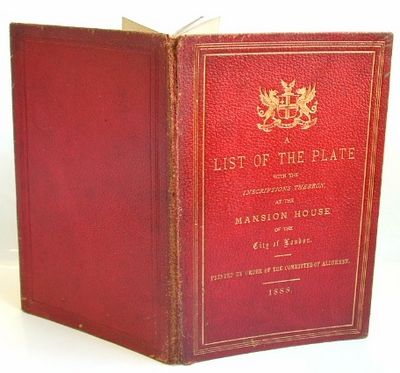 A
LIST OF THE PLATE
WITH THE
INSCRIPTIONS THEREON,
AT THE
MANSION HOUSE
OF THE
City of London.
PRINTED BY ORDER OF THE COMMITTEE OF ALDERMEN.
1888.